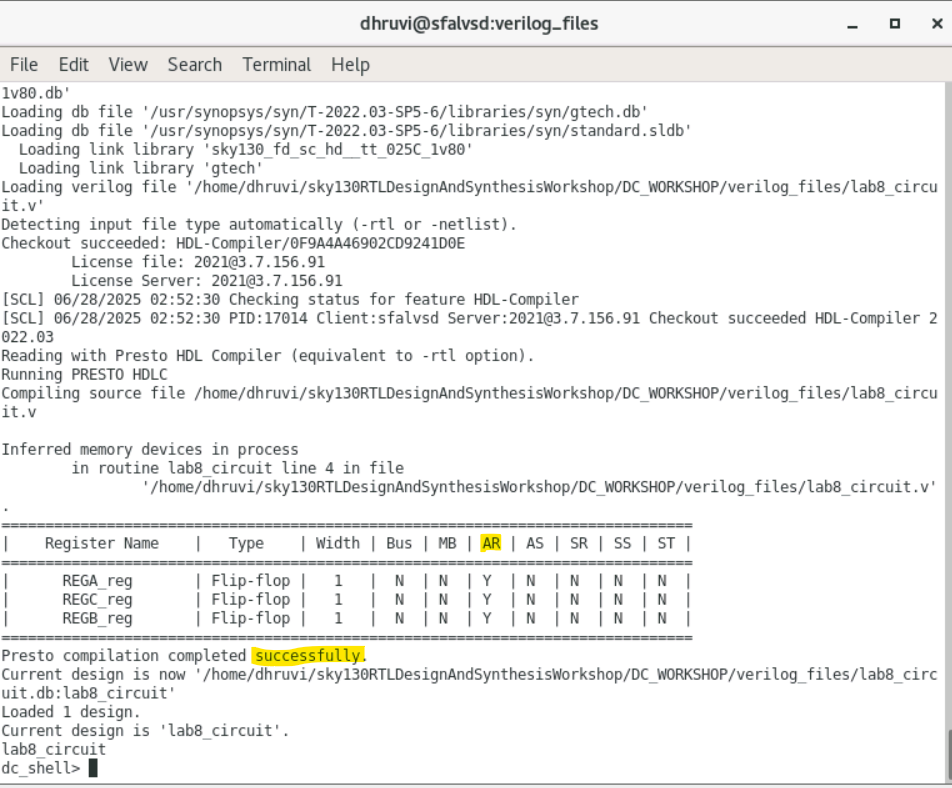 dhruvi@sfalvsd:verilog_files
File Edit View Search Terminal Help
1v80.db'
Loading db file '/usr/synopsys/syn/T-2022.03-SP5-6/libraries/syn/gtech.db'
Loading db file '/usr/synopsys/syn/T-2022.03-SP5-6/libraries/syn/standard.sldb'
  Loading link library 'sky130_fd_sc_hd__tt_025C_1v80'
  Loading link library 'gtech'
Loading verilog file '/home/dhruvi/sky130RTLDesignAndSynthesisWorkshop/DC_WORKSHOP/verilog_files/lab8_circu
it.v'
Detecting input file type automatically (-rtl or -netlist).
Checkout succeeded: HDL-Compiler/0F9A4A46902CD9241D0E
        License file: 2021@3.7.156.91
        License Server: 2021@3.7.156.91
[SCL] 06/28/2025 02:52:30 Checking status for feature HDL-Compiler
[SCL] 06/28/2025 02:52:30 PID:17014 Client:sfalvsd Server:2021@3.7.156.91 Checkout succeeded HDL-Compiler 2
022.03
Reading with Presto HDL Compiler (equivalent to -rtl option).
Running PRESTO HDLC
Compiling source file /home/dhruvi/sky130RTLDesignAndSynthesisWorkshop/DC_WORKSHOP/verilog_files/lab8_circu
it.v
Inferred memory devices in process
        in routine lab8_circuit line 4 in file
                '/home/dhruvi/sky130RTLDesignAndSynthesisWorkshop/DC_WORKSHOP/verilog_files/lab8_circuit.v'
.
===============================================================================
|    Register Name    |   Type    | Width | Bus | MB | AR | AS | SR | SS | ST |
===============================================================================
|      REGA_reg       | Flip-flop |   1   |  N  | N  | Y  | N  | N  | N  | N  |
|      REGC_reg       | Flip-flop |   1   |  N  | N  | Y  | N  | N  | N  | N  |
|      REGB_reg       | Flip-flop |   1   |  N  | N  | Y  | N  | N  | N  | N  |
===============================================================================
Presto compilation completed successfully.
Current design is now '/home/dhruvi/sky130RTLDesignAndSynthesisWorkshop/DC_WORKSHOP/verilog_files/lab8_circ
uit.db:lab8_circuit'
Loaded 1 design.
Current design is 'lab8_circuit'.
lab8_circuit
dc_shell>